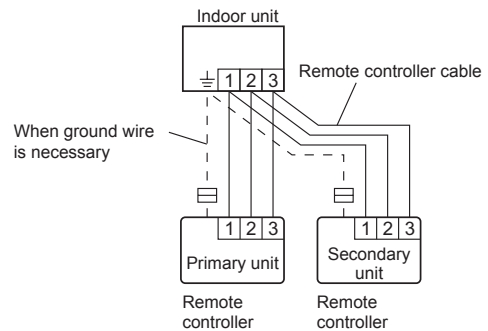 Indoor unit
1 2 3
Remote controller cable
When ground wire
is necessary
1 2 3
Primary unit
1 2 3
Secondary
unit
Remote
controller
Remote
controller